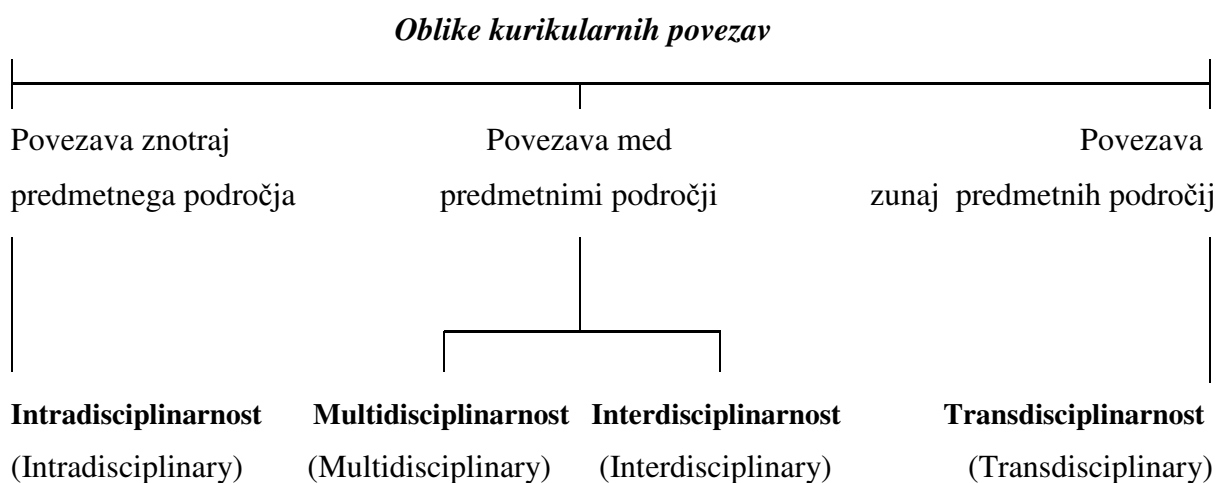 Oblike kurikularnih povezav
Povezava znotraj Povezava med Povezava
predmetnega področja predmetnimi področji zunaj predmetnih področij
Intradisciplinarnost Multidisciplinarnost Interdisciplinarnost Transdisciplinarnost
(Intradisciplinary) (Multidisciplinary) (Interdisciplinary) (Transdisciplinary)